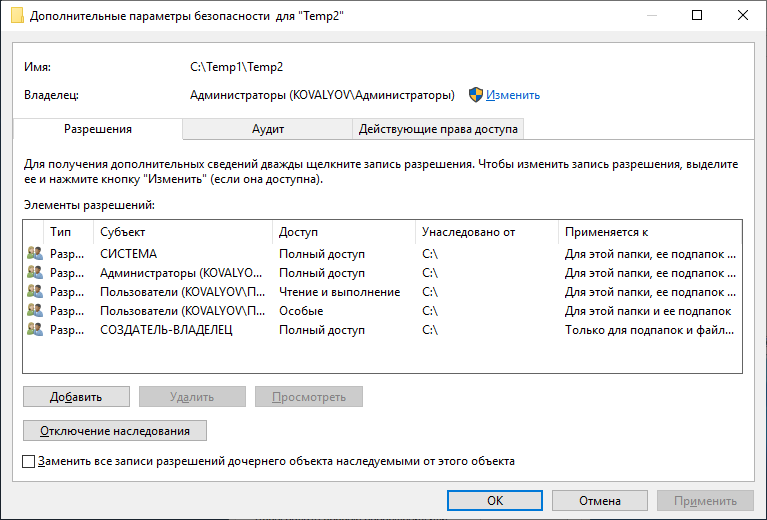 Дополнительные параметры безопасности для "Temp2"
Имя: C:\Temp1\Temp2
Владелец: Администраторы (KOVALYOV\Администраторы) Изменить
Разрешения Аудит Действующие права доступа
Для получения дополнительных сведений дважды щелкните запись разрешения. Чтобы изменить запись разрешения, выделите
ее и нажмите кнопку "Изменить" (если она доступна).
Элементы разрешений:
Тип Субъект Доступ Унаследовано от Применяется к
Разр... СИСТЕМА Полный доступ C:\ Для этой папки, ее подпапок ...
Разр... Администраторы (KOVALYO... Полный доступ C:\ Для этой папки, ее подпапок ...
Разр... Пользователи (KOVALYOV\П... Чтение и выполнение C:\ Для этой папки, ее подпапок ...
Разр... Пользователи (KOVALYOV\П... Особые C:\ Для этой папки и ее подпапок
Разр... СОЗДАТЕЛЬ-ВЛАДЕЛЕЦ Полный доступ C:\ Только для подпапок и файл...
Добавить Удалить Просмотреть
Отключение наследования
Заменить все записи разрешений дочернего объекта наследуемыми от этого объекта
ОК Отмена Применить